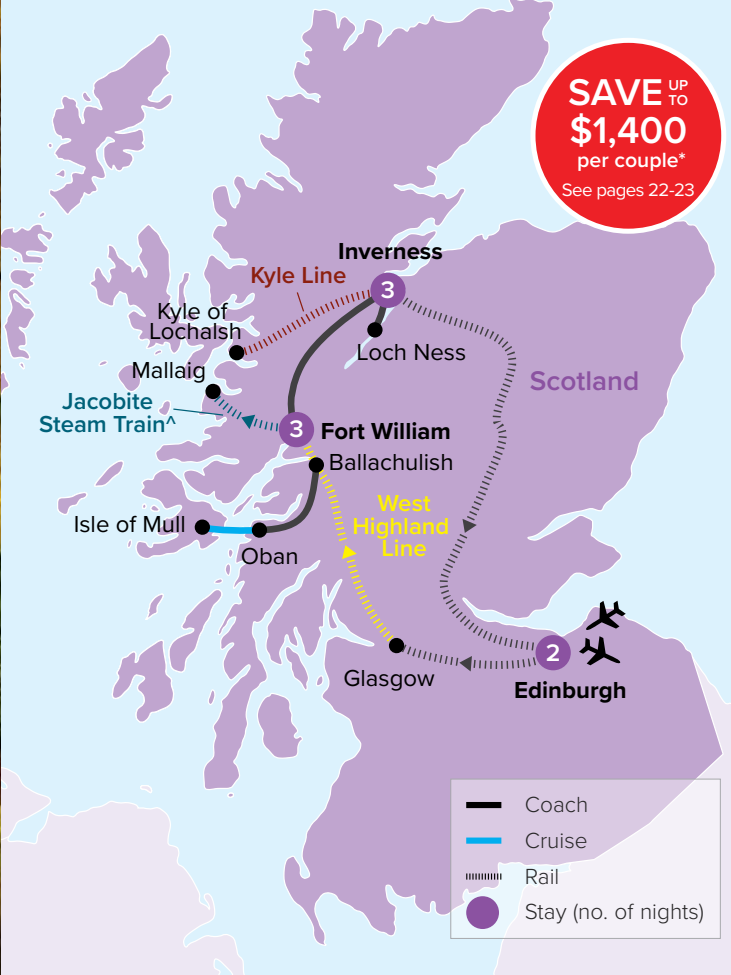 SAVE UP TO
$1,400
per couple*
See pages 22-23
Inverness
3
Kyle Line
Kyle of
Lochalsh
Loch Ness
Mallaig
Scotland
Jacobite
Steam Train^
3
Fort William
Ballachulish
West
Highland
Line
Isle of Mull
Oban
Glasgow
2
Edinburgh
Coach
Cruise
Rail
Stay (no. of nights)